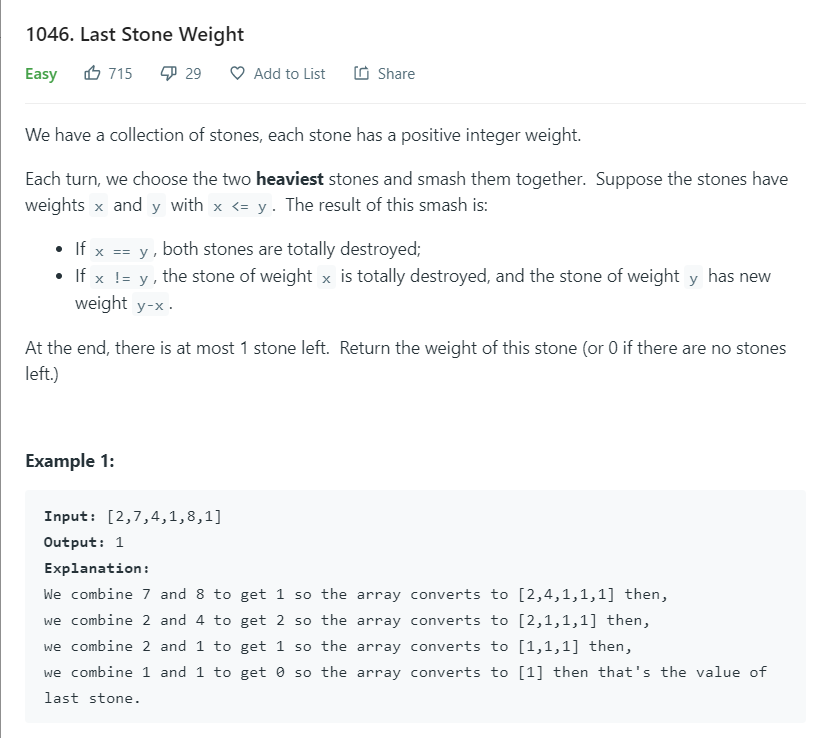 1046. Last Stone Weight
Easy 715 29 Add to List Share
We have a collection of stones, each stone has a positive integer weight.
Each turn, we choose the two heaviest stones and smash them together. Suppose the stones have
weights x and y with x <= y. The result of this smash is:
• If x == y, both stones are totally destroyed;
• If x != y, the stone of weight x is totally destroyed, and the stone of weight y has new
weight y-x.
At the end, there is at most 1 stone left. Return the weight of this stone (or 0 if there are no stones
left.)
Example 1:
Input: [2,7,4,1,8,1]
Output: 1
Explanation:
We combine 7 and 8 to get 1 so the array converts to [2,4,1,1,1] then,
we combine 2 and 4 to get 2 so the array converts to [2,1,1,1] then,
we combine 2 and 1 to get 1 so the array converts to [1,1,1] then,
we combine 1 and 1 to get 0 so the array converts to [1] then that's the value of
last stone.